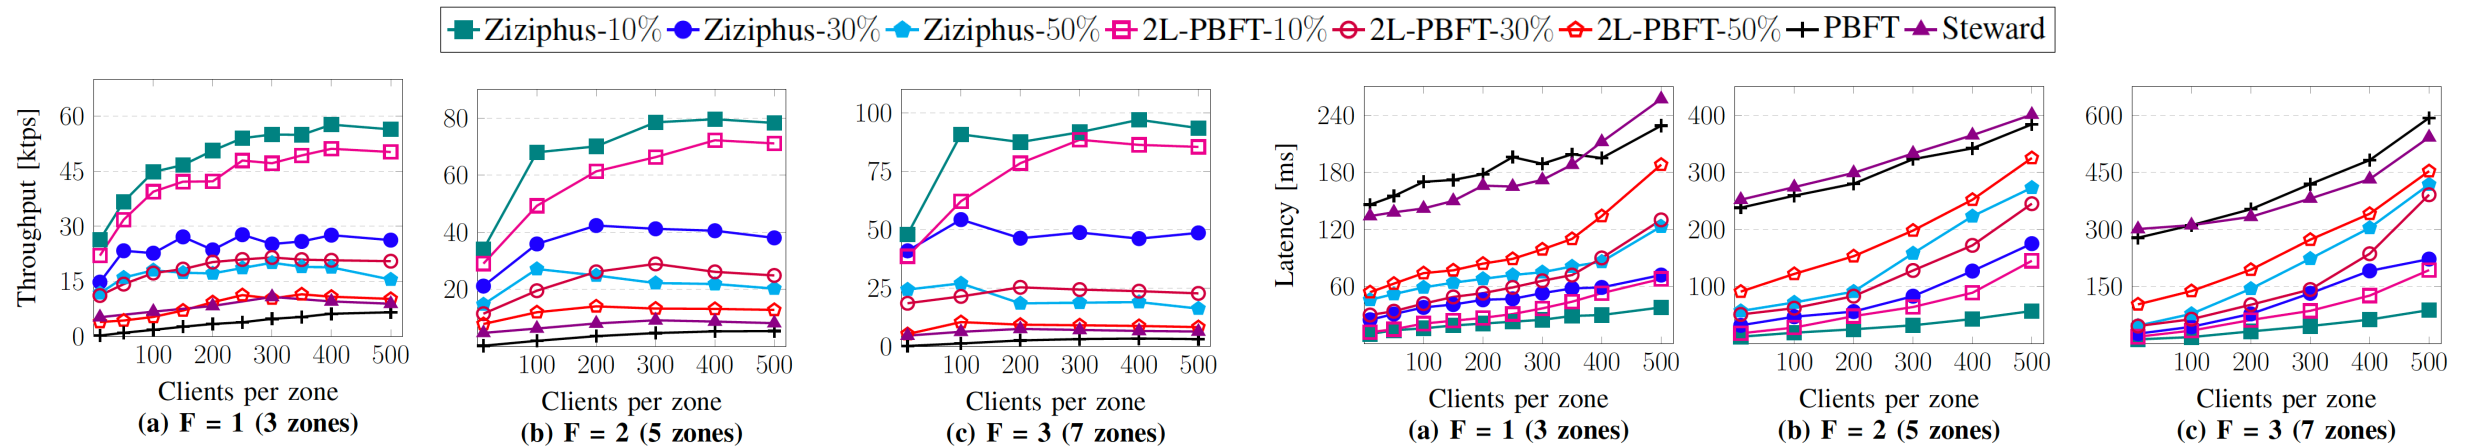 Ziziphus-10% Ziziphus-30% Ziziphus-50% 2L-PBFT-10% 2L-PBFT-30% 2L-PBFT-50% PBFT Steward
Throughput [ktps]
60
45
30
15
0
100 200 300 400 500
Clients per zone
(a) F = 1 (3 zones)
80
60
40
20
100 200 300 400 500
Clients per zone
(b) F = 2 (5 zones)
100
75
50
25
0
100 200 300 400 500
Clients per zone
(c) F = 3 (7 zones)
Latency [ms]
240
180
120
60
100 200 300 400 500
Clients per zone
(a) F = 1 (3 zones)
400
300
200
100
100 200 300 400 500
Clients per zone
(b) F = 2 (5 zones)
600
450
300
150
100 200 300 400 500
Clients per zone
(c) F = 3 (7 zones)